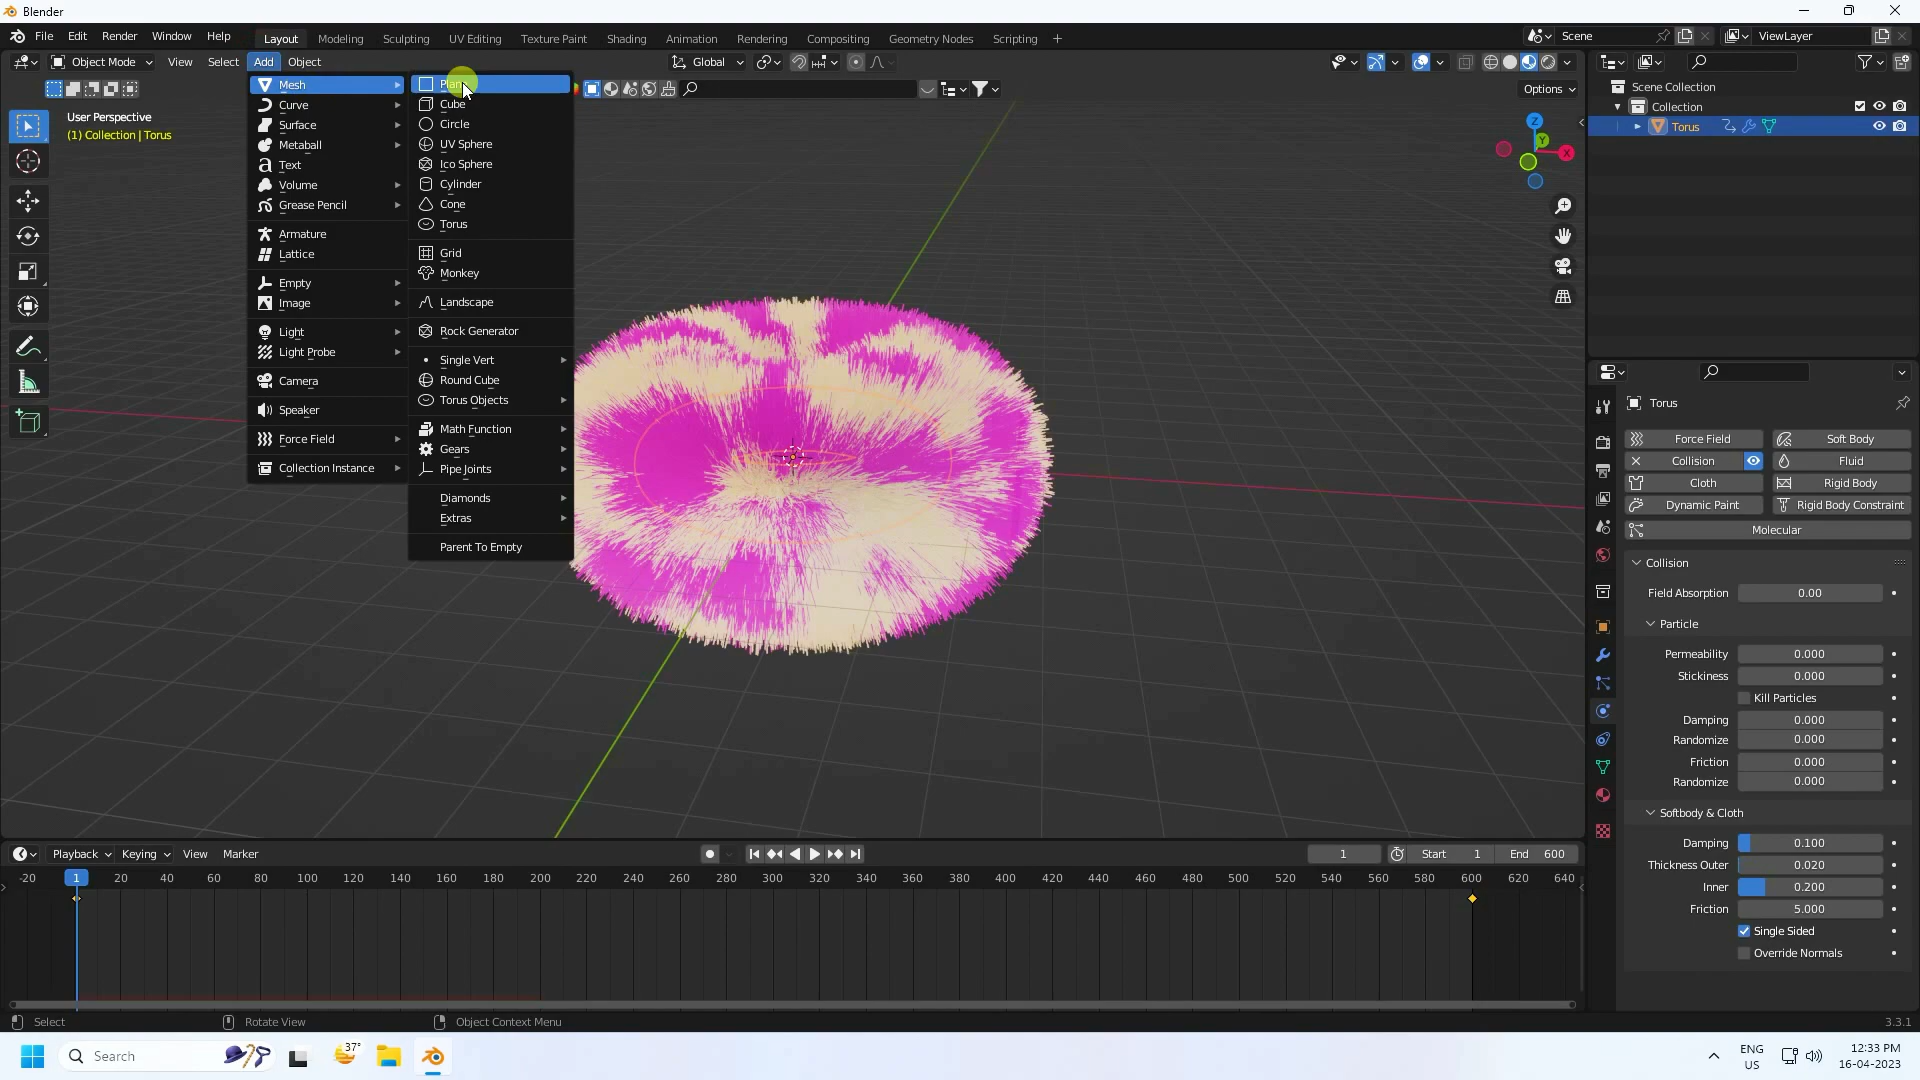 Blender
File Edit Render Window Help Layout Modeling Sculpting UV Editing Texture Paint Shading Animation Rendering Compositing Geometry Nodes Scripting + Scene ViewLayer
Object Mode View Select Add Object Global
Options
User Perspective
(1) Collection | Torus
Mesh
Curve
Surface
Metaball
Text
Volume
Grease Pencil
Armature
Lattice
Empty
Image
Light
Light Probe
Camera
Speaker
Force Field
Collection Instance
Plane
Cube
Circle
UV Sphere
Ico Sphere
Cylinder
Cone
Torus
Grid
Monkey
Landscape
Rock Generator
Single Vert
Round Cube
Torus Objects
Math Function
Gears
Pipe Joints
Diamonds
Extras
Parent To Empty
Z
Y
X
Scene Collection
Collection
Torus
Torus
Force Field Soft Body
Collision Fluid
Cloth Rigid Body
Dynamic Paint Rigid Body Constraint
Molecular
Collision
Field Absorption 0.00
Particle
Permeability 0.000
Stickiness 0.000
Kill Particles
Damping 0.000
Randomize 0.000
Friction 0.000
Randomize 0.000
Softbody & Cloth
Damping 0.100
Thickness Outer 0.020
Inner 0.200
Friction 5.000
Single Sided
Override Normals
Playback Keying View Marker 1 Start 1 End 600
-20 1 20 40 60 80 100 120 140 160 180 200 220 240 260 280 300 320 340 360 380 400 420 440 460 480 500 520 540 560 580 600 620 640
Select Rotate View Object Context Menu 3.3.1
Search 37° ENG US 12:33 PM
16-04-2023